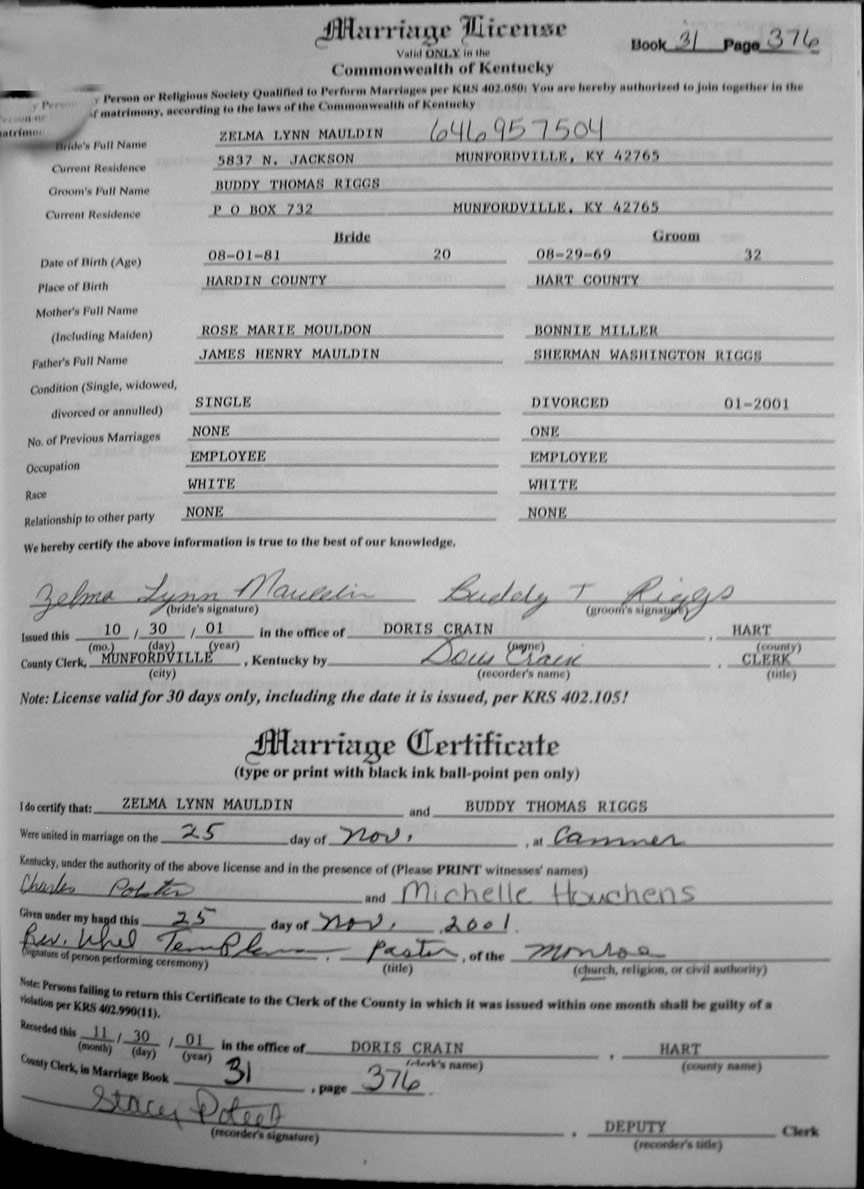 Marriage License
Book 31 Page 376
Valid ONLY in the
Commonwealth of Kentucky
y Person or Religious Society Qualified to Perform Marriages per KRS 402.050: You are hereby authorized to join together in the
of matrimony, according to the laws of the Commonwealth of Kentucky
Bride's Full Name ZELMA LYNN MAULDIN 646957504
Current Residence 5837 N. JACKSON MUNFORDVILLE, KY 42765
Groom's Full Name BUDDY THOMAS RIGGS
Current Residence P O BOX 732 MUNFORDVILLE. KY 42765
Bride Groom
Date of Birth (Age) 08-01-81 20 08-29-69 32
Place of Birth HARDIN COUNTY HART COUNTY
Mother's Full Name
(Including Maiden) ROSE MARIE MOULDON BONNIE MILLER
Father's Full Name JAMES HENRY MAULDIN SHERMAN WASHINGTON RIGGS
Condition (Single, widowed,
divorced or annulled) SINGLE DIVORCED 01-2001
No. of Previous Marriages NONE ONE
Occupation EMPLOYEE EMPLOYEE
Race WHITE WHITE
Relationship to other party NONE NONE
We hereby certify the above information is true to the best of our knowledge.
Zelma Lynn Mauldin Buddy T Riggs
(bride's signature) (groom's signature)
Issued this 10 / 30 / 01 in the office of DORIS CRAIN , HART
(mo.) (day) (year) (name) (county)
County Clerk, MUNFORDVILLE , Kentucky by Doris Crain , CLERK
(city) (recorder's name) (title)
Note: License valid for 30 days only, including the date it is issued, per KRS 402.105!
Marriage Certificate
(type or print with black ink ball-point pen only)
I do certify that: ZELMA LYNN MAULDIN and BUDDY THOMAS RIGGS
Were united in marriage on the 25 day of Nov. , at Canmer
Kentucky, under the authority of the above license and in the presence of (Please PRINT witnesses' names)
Charles and Michelle Houchens
Given under my hand this 25 day of Nov. , 2001.
Rev. , Pastor , of the Monroe
(Signature of person performing ceremony) (title) (church, religion, or civil authority)
Note: Persons failing to return this Certificate to the Clerk of the County in which it was issued within one month shall be guilty of a
violation per KRS 402.990(11).
Recorded this 11 / 30 / 01 in the office of DORIS CRAIN , HART
(month) (day) (year) (clerk's name) (county name)
County Clerk, in Marriage Book 31 , page 376 .
Stacey Poteet , DEPUTY Clerk
(recorder's signature) (recorder's title)